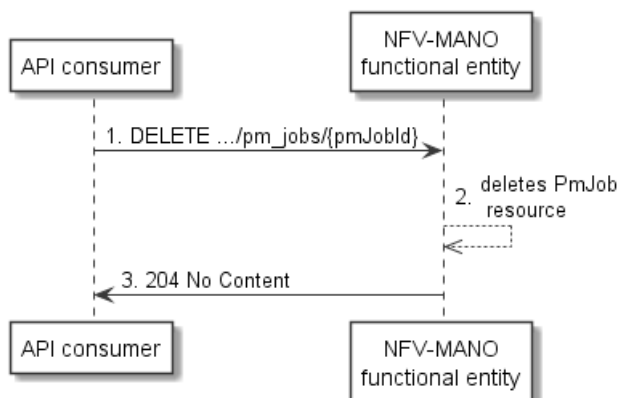 API consumer
NFV-MANO
functional entity
1. DELETE .../pm_jobs/{pmJobId}
2. deletes PmJob
resource
3. 204 No Content
API consumer
NFV-MANO
functional entity